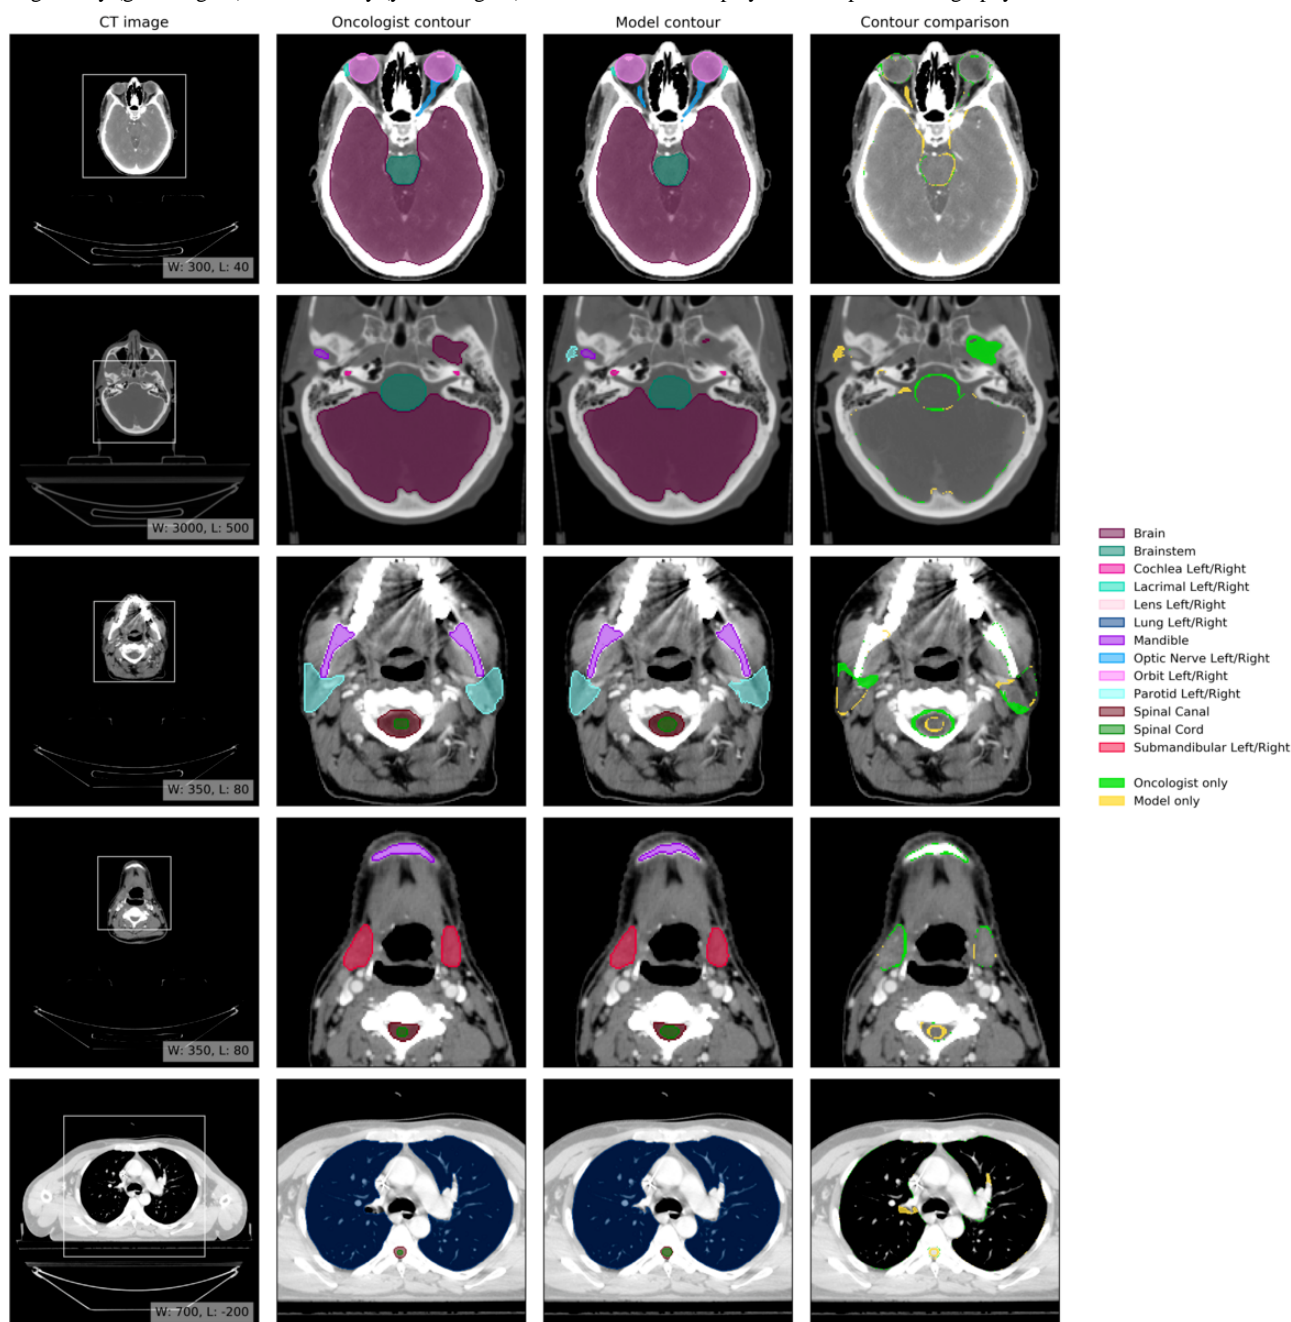 CT image
Oncologist contour
Model contour
Contour comparison
W: 300, L: 40
W: 3000, L: 500
W: 350, L: 80
W: 350, L: 80
W: 700, L: -200
Brain
Brainstem
Cochlea Left/Right
Lacrimal Left/Right
Lens Left/Right
Lung Left/Right
Mandible
Optic Nerve Left/Right
Orbit Left/Right
Parotid Left/Right
Spinal Canal
Spinal Cord
Submandibular Left/Right
Oncologist only
Model only